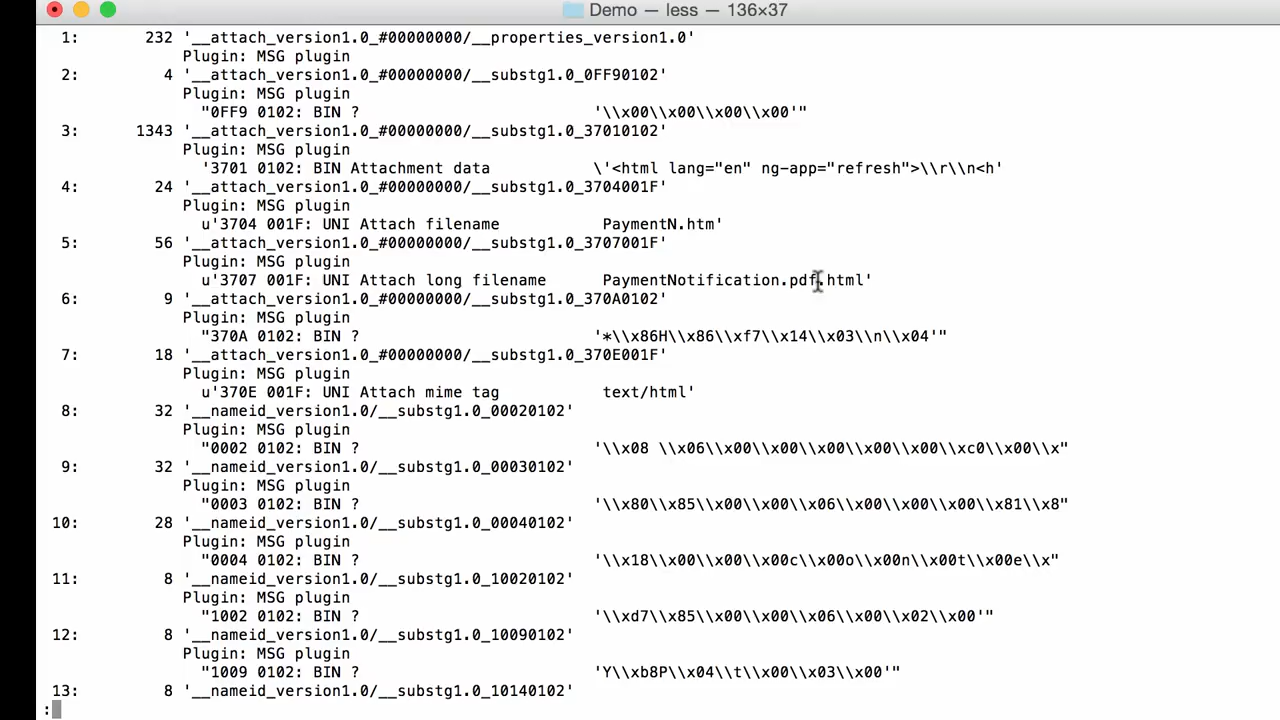 Demo — less — 136×37
1: 232 '__attach_version1.0_#00000000/__properties_version1.0'
Plugin: MSG plugin
2: 4 '__attach_version1.0_#00000000/__substg1.0_0FF90102'
Plugin: MSG plugin
"0FF9 0102: BIN ? '\\x00\\x00\\x00\\x00'"
3: 1343 '__attach_version1.0_#00000000/__substg1.0_37010102'
Plugin: MSG plugin
'3701 0102: BIN Attachment data \'<html lang="en" ng-app="refresh">\\r\\n<h'
4: 24 '__attach_version1.0_#00000000/__substg1.0_3704001F'
Plugin: MSG plugin
u'3704 001F: UNI Attach filename PaymentN.htm'
5: 56 '__attach_version1.0_#00000000/__substg1.0_3707001F'
Plugin: MSG plugin
u'3707 001F: UNI Attach long filename PaymentNotification.pdf.html'
6: 9 '__attach_version1.0_#00000000/__substg1.0_370A0102'
Plugin: MSG plugin
"370A 0102: BIN ? '*\\x86H\\x86\\xf7\\x14\\x03\\n\\x04'"
7: 18 '__attach_version1.0_#00000000/__substg1.0_370E001F'
Plugin: MSG plugin
u'370E 001F: UNI Attach mime tag text/html'
8: 32 '__nameid_version1.0/__substg1.0_00020102'
Plugin: MSG plugin
"0002 0102: BIN ? '\\x08 \\x06\\x00\\x00\\x00\\x00\\x00\\xc0\\x00\\x"
9: 32 '__nameid_version1.0/__substg1.0_00030102'
Plugin: MSG plugin
"0003 0102: BIN ? '\\x80\\x85\\x00\\x00\\x06\\x00\\x00\\x00\\x81\\x8"
10: 28 '__nameid_version1.0/__substg1.0_00040102'
Plugin: MSG plugin
"0004 0102: BIN ? '\\x18\\x00\\x00\\x00c\\x00o\\x00n\\x00t\\x00e\\x"
11: 8 '__nameid_version1.0/__substg1.0_10020102'
Plugin: MSG plugin
"1002 0102: BIN ? '\\xd7\\x85\\x00\\x00\\x06\\x00\\x02\\x00'"
12: 8 '__nameid_version1.0/__substg1.0_10090102'
Plugin: MSG plugin
"1009 0102: BIN ? 'Y\\xb8P\\x04\\t\\x00\\x03\\x00'"
13: 8 '__nameid_version1.0/__substg1.0_10140102'
: